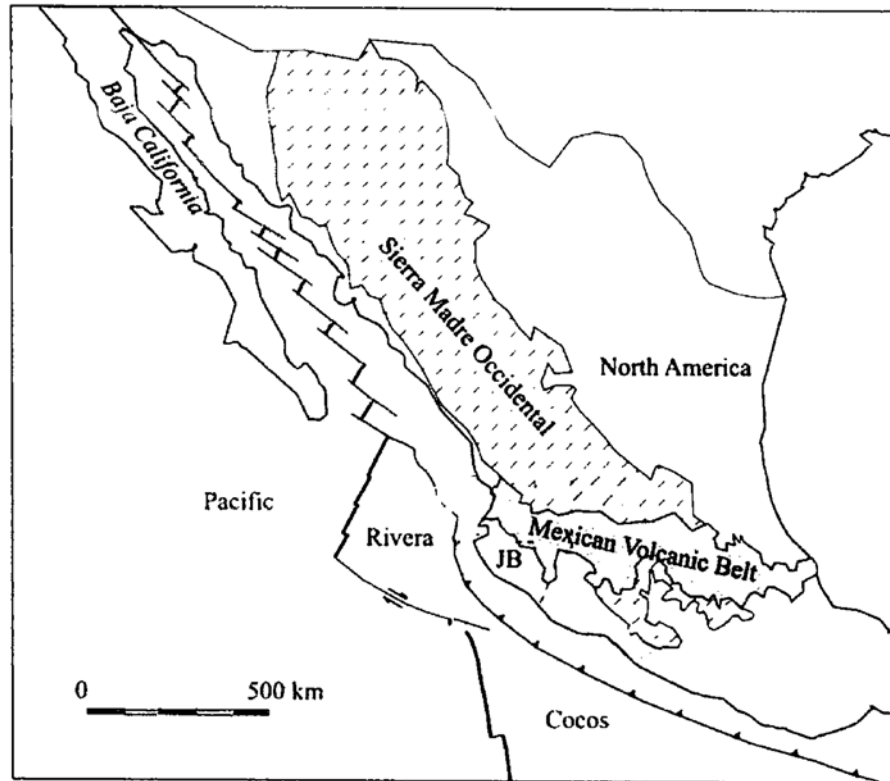 Baja California
Sierra Madre Occidental
North America
Pacific
Rivera
JB
Mexican Volcanic Belt
0 500 km
Cocos